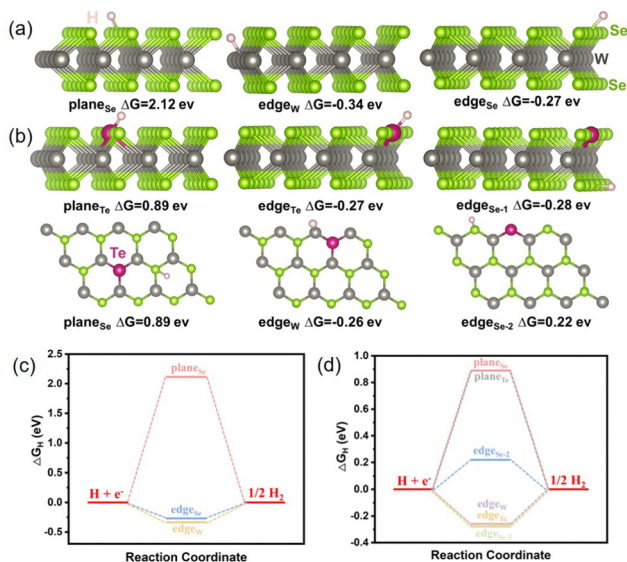 (a)
H
Se
W
Se
plane_Se ΔG=2.12 ev
edge_W ΔG=-0.34 ev
edge_Se ΔG=-0.27 ev
(b)
plane_Te ΔG=0.89 ev
edge_Te ΔG=-0.27 ev
edge_Se-1 ΔG=-0.28 ev
Te
plane_Se ΔG=0.89 ev
edge_W ΔG=-0.26 ev
edge_Se-2 ΔG=0.22 ev
(c)
ΔG_H (eV)
2.5
2.0
1.5
1.0
0.5
0.0
-0.5
plane_Se
H + e-
1/2 H2
edge_Se
edge_W
Reaction Coordinate
(d)
ΔG_H (eV)
1.0
0.8
0.6
0.4
0.2
0.0
-0.2
-0.4
plane_Se
plane_Te
edge_Se-2
H + e-
1/2 H2
edge_W
edge_Te
edge_Se-1
Reaction Coordinate